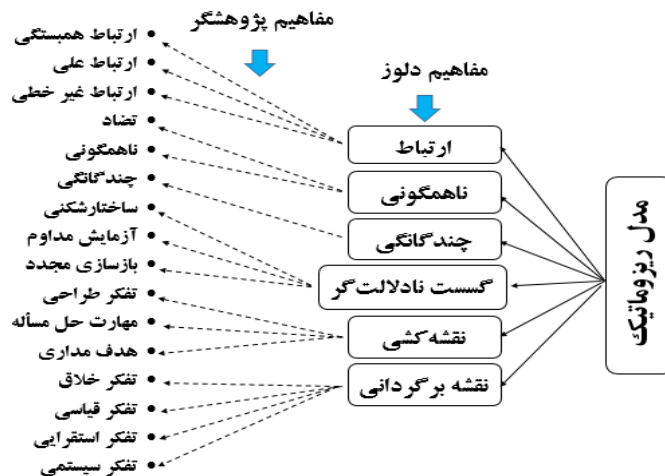 مدل ریزوماتیک
مفاهیم دلوز
ارتباط
ناهمگونی
چندگانگی
گسست نادلالت‌گر
نقشه‌کشی
نقشه برگردانی
مفاهیم پژوهشگر
• ارتباط همبستگی
• ارتباط علی
• ارتباط غیر خطی
• تضاد
• ناهمگونی
• چندگانگی
• ساختارشکنی
• آزمایش مداوم
• بازسازی مجدد
• تفکر طراحی
• مهارت حل مسأله
• هدف مداری
• تفکر خلاق
• تفکر قیاسی
• تفکر استقرایی
• تفکر سیستمی